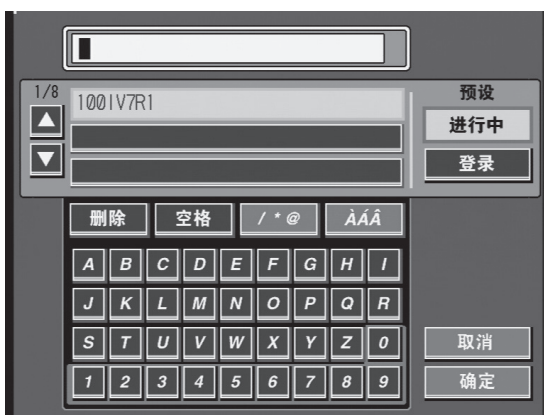 1/8
100IV7R1
预设
进行中
登录
删除 空格 / * @ ÀÁÂ
A B C D E F G H I
J K L M N O P Q R
S T U V W X Y Z 0
1 2 3 4 5 6 7 8 9
取消
确定